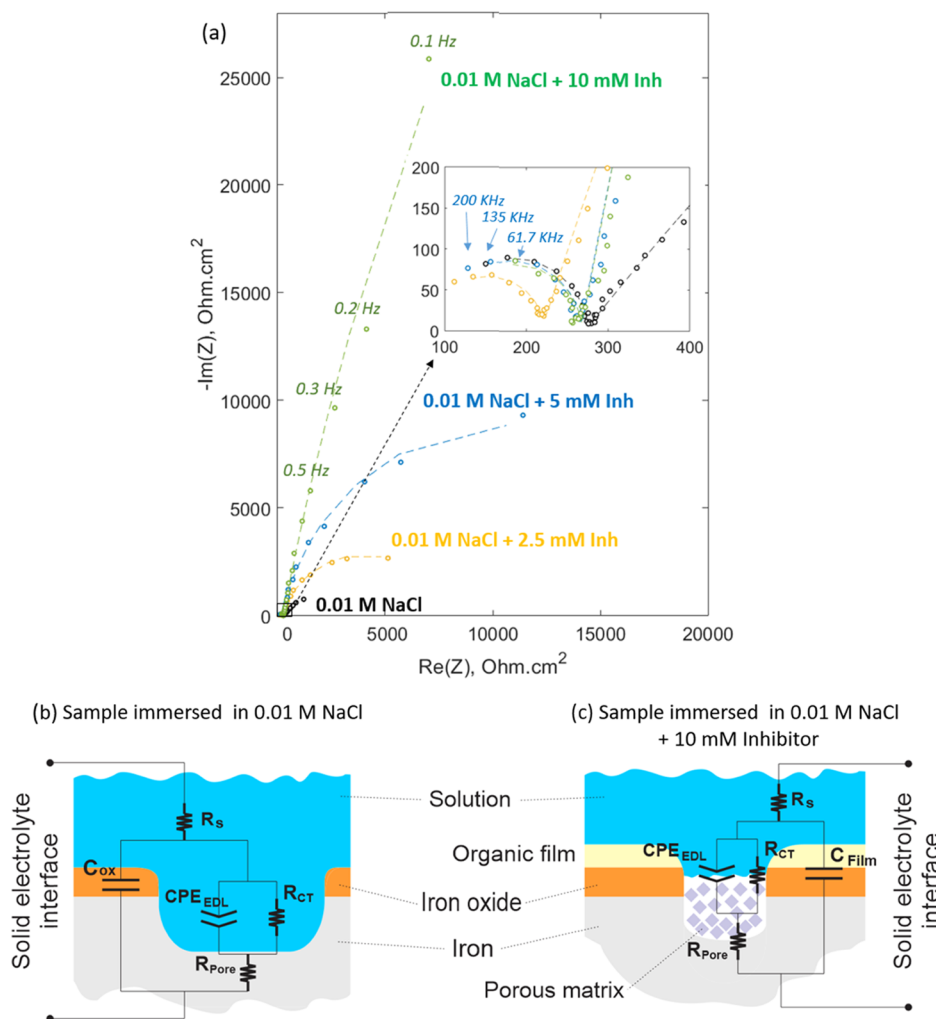 (a)
0.1 Hz
0.01 M NaCl + 10 mM Inh
25000
20000
15000
10000
5000
0
-Im(Z), Ohm.cm²
200
150
100
50
0
200 KHz
135 KHz
61.7 KHz
100 200 300 400
0.2 Hz
0.3 Hz
0.01 M NaCl + 5 mM Inh
0.5 Hz
0.01 M NaCl + 2.5 mM Inh
0.01 M NaCl
0 5000 10000 15000 20000
Re(Z), Ohm.cm²
(b) Sample immersed in 0.01 M NaCl
Solid electrolyte
interface
Rs
Cox
CPE EDL
RCT
RPore
Solution
Organic film
Iron oxide
Iron
Porous matrix
(c) Sample immersed in 0.01 M NaCl
+ 10 mM Inhibitor
Rs
CPE EDL
RCT
CFilm
RPore
Solid electrolyte
interface